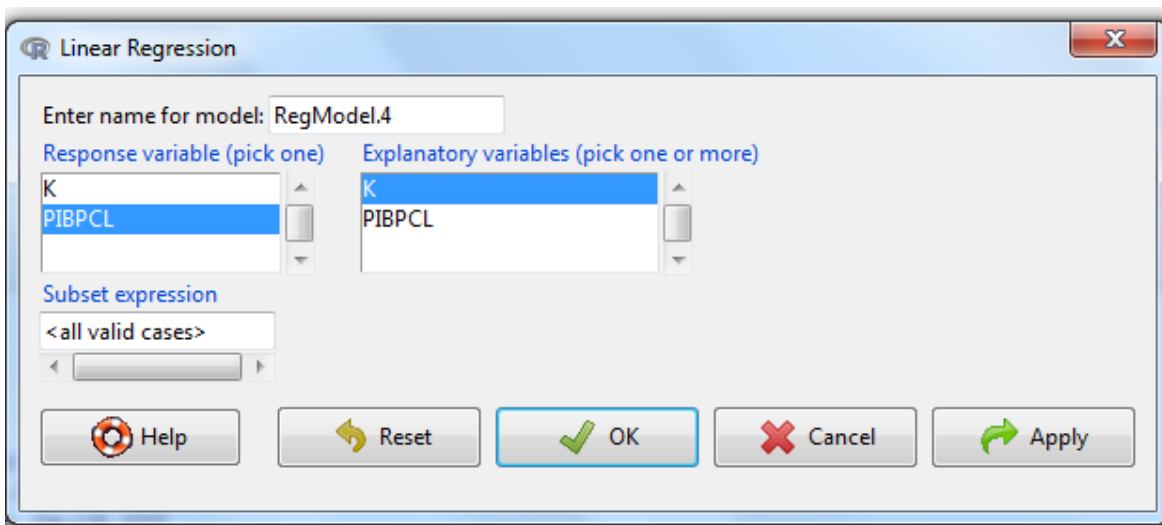 Linear Regression
Enter name for model: RegModel.4
Response variable (pick one) Explanatory variables (pick one or more)
K K
PIBPCL PIBPCL
Subset expression
<all valid cases>
Help Reset OK Cancel Apply